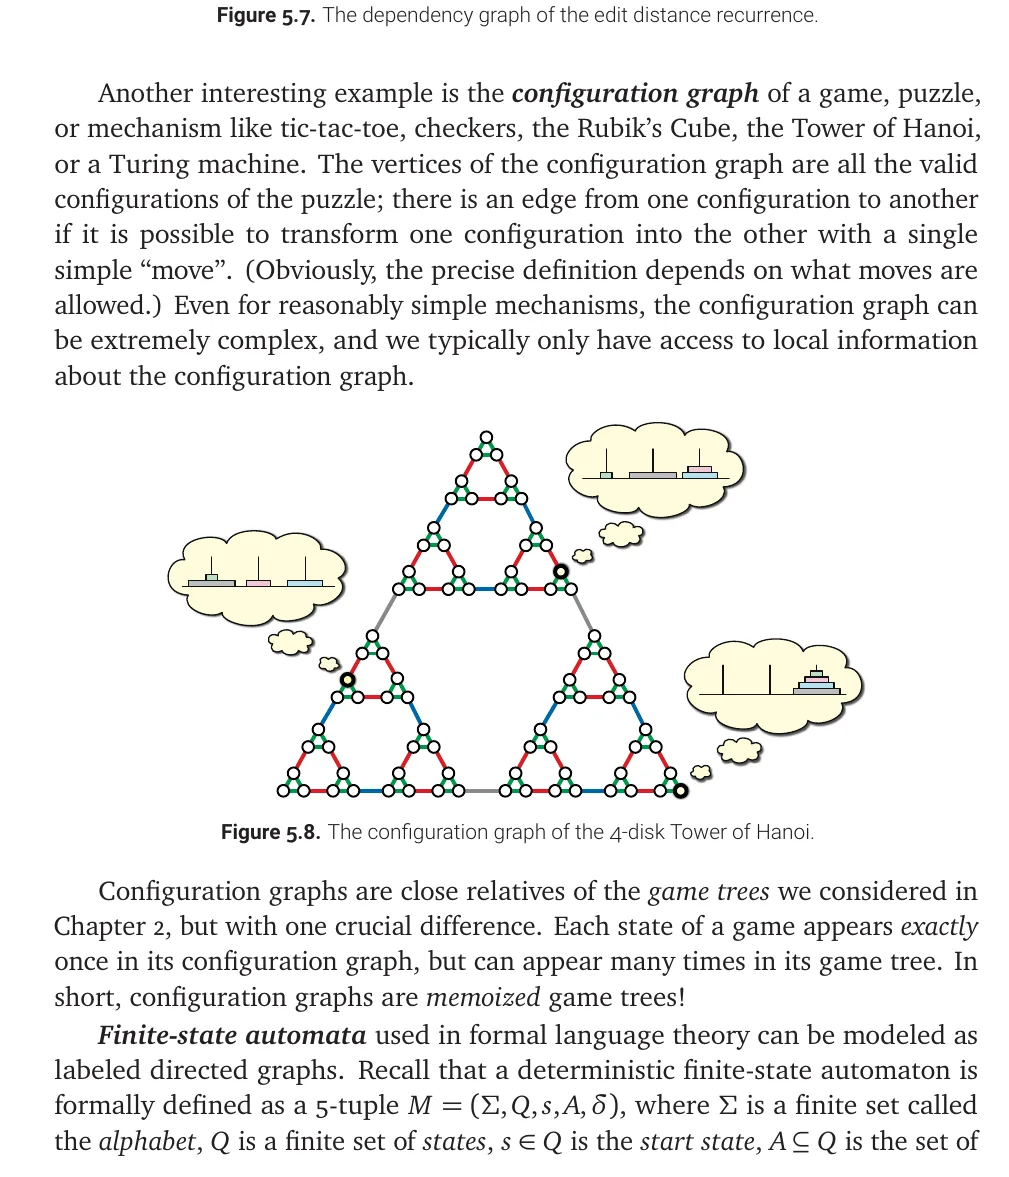 Figure 5.7. The dependency graph of the edit distance recurrence.
Another interesting example is the configuration graph of a game, puzzle,
or mechanism like tic-tac-toe, checkers, the Rubik’s Cube, the Tower of Hanoi,
or a Turing machine. The vertices of the configuration graph are all the valid
configurations of the puzzle; there is an edge from one configuration to another
if it is possible to transform one configuration into the other with a single
simple “move”. (Obviously, the precise definition depends on what moves are
allowed.) Even for reasonably simple mechanisms, the configuration graph can
be extremely complex, and we typically only have access to local information
about the configuration graph.
Figure 5.8. The configuration graph of the 4-disk Tower of Hanoi.
Configuration graphs are close relatives of the game trees we considered in
Chapter 2, but with one crucial difference. Each state of a game appears exactly
once in its configuration graph, but can appear many times in its game tree. In
short, configuration graphs are memoized game trees!
Finite-state automata used in formal language theory can be modeled as
labeled directed graphs. Recall that a deterministic finite-state automaton is
formally defined as a 5-tuple M = (Σ, Q, s, A, δ), where Σ is a finite set called
the alphabet, Q is a finite set of states, s ∈ Q is the start state, A ⊆ Q is the set of